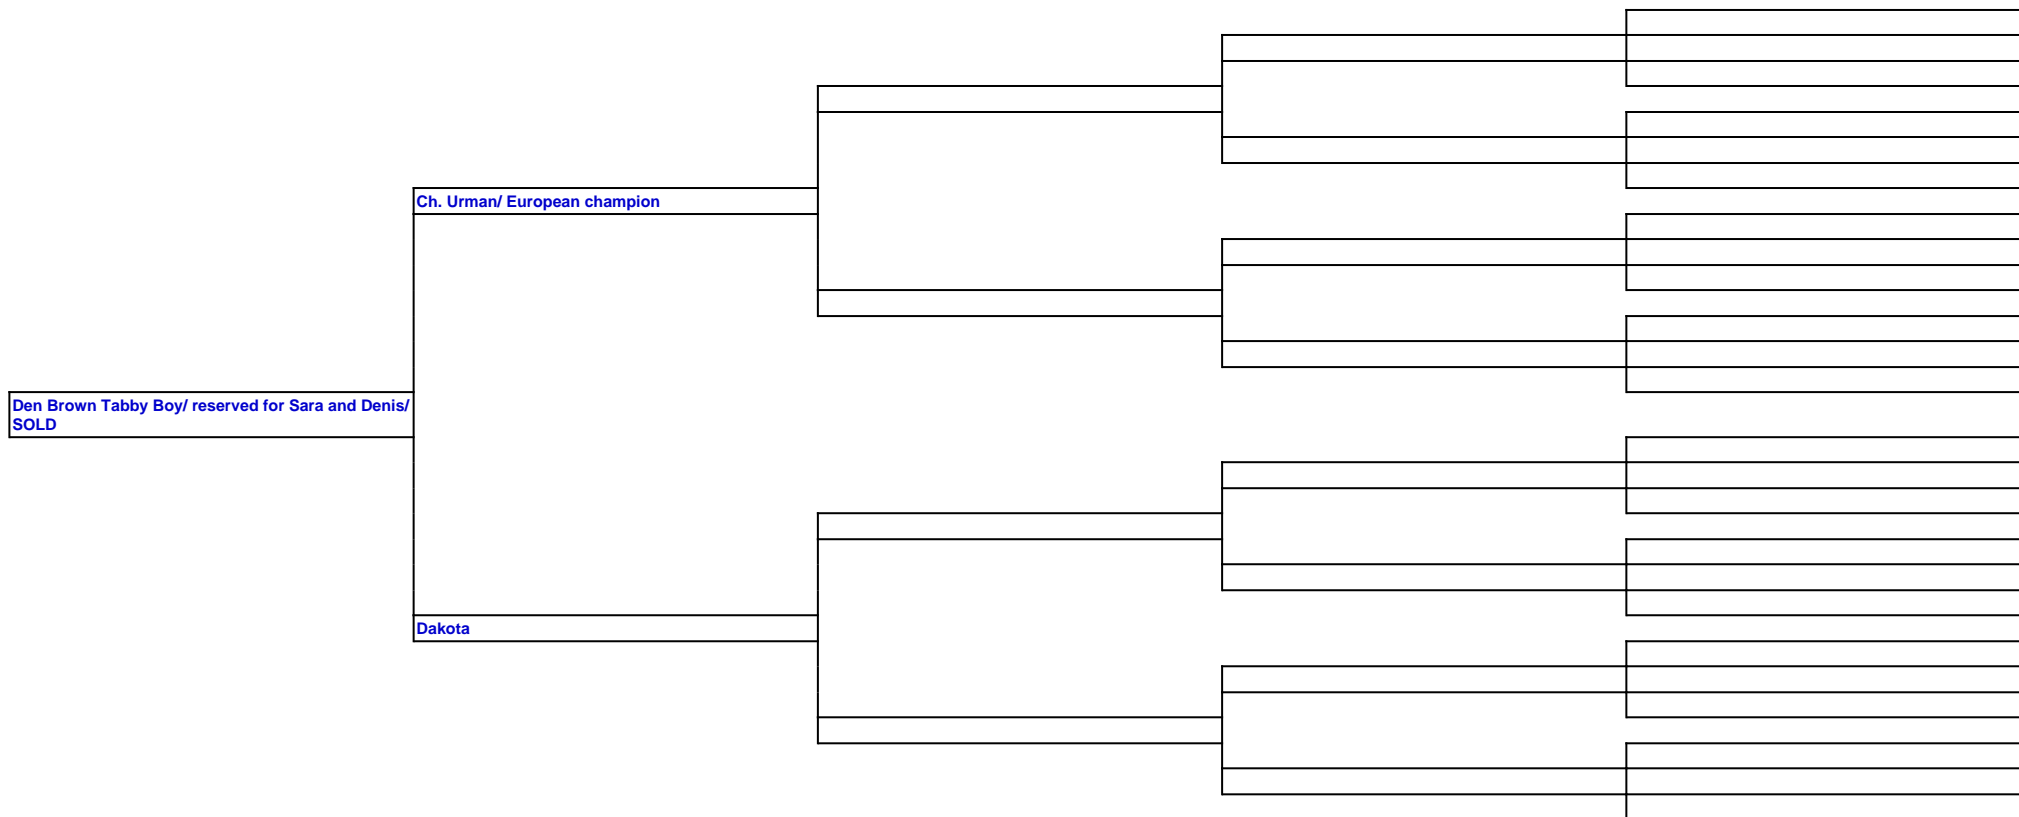 Ch. Urman/ European champion
Den Brown Tabby Boy/ reserved for Sara and Denis/
SOLD
Dakota